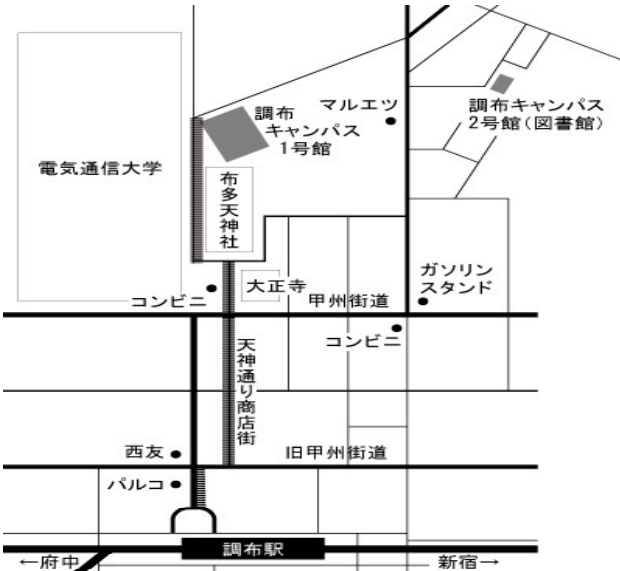 調布
キャンパス
1号館
マルエツ
調布キャンパス
2号館(図書館)
電気通信大学
布多天神社
ガソリン
スタンド
大正寺
コンビニ
甲州街道
コンビニ
天神通り商店街
西友
旧甲州街道
パルコ
調布駅
←府中
新宿→